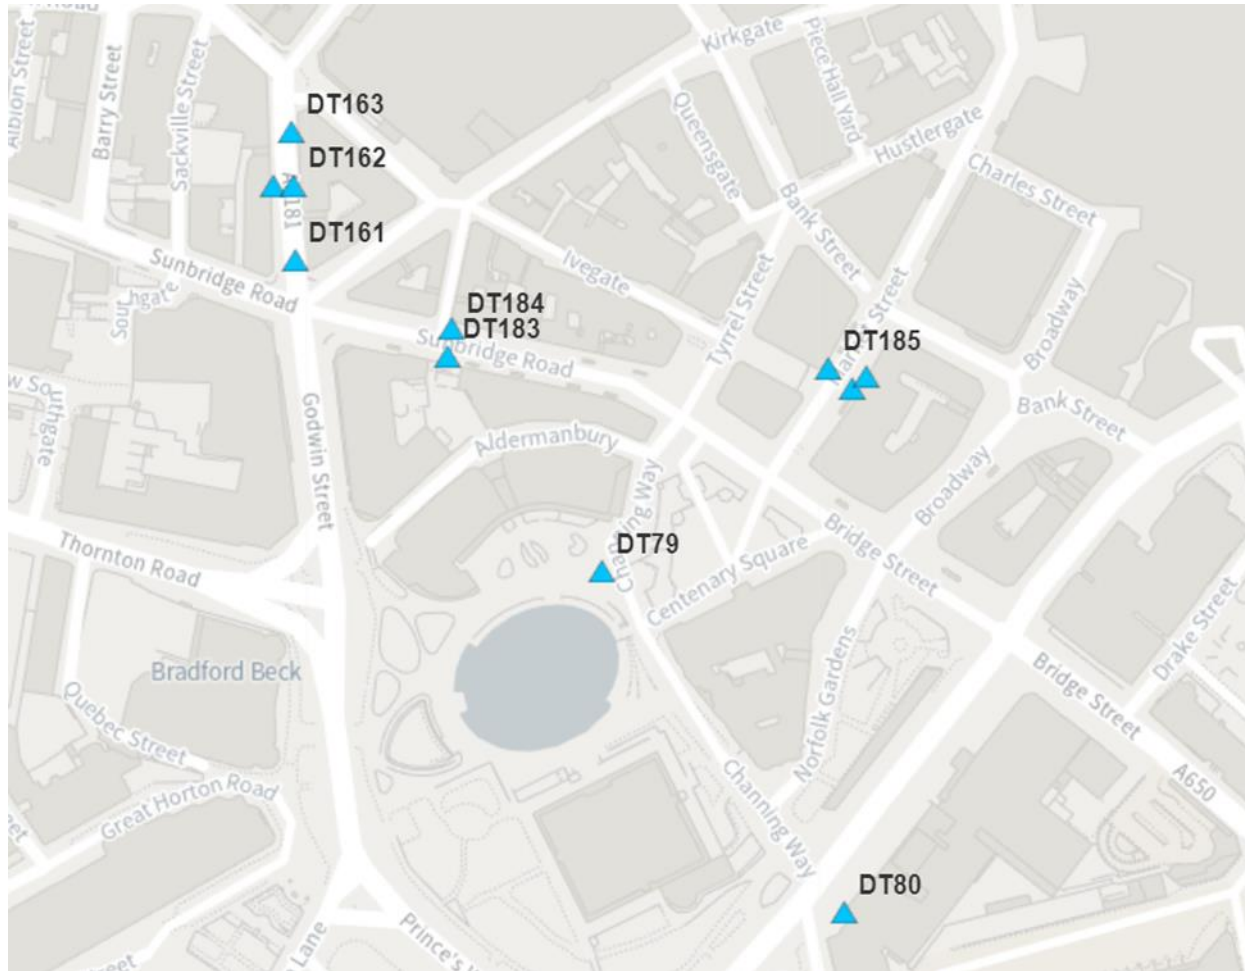 Road
Albion Street
Barry Street
Sackville Street
Kirkgate
Piece Hall Yard
Queensgate
Hustlergate
Charles Street
DT163
DT162
DT161
Sunbridge Road
Bank Street
Ivegate
Tyrrel Street
Broadway
DT184
DT183
Sunbridge Road
DT185
Bank Street
Godwin Street
Aldermanbury
Broadway
Thornton Road
Channing Way
DT79
Centenary Square
Bridge Street
Drake Street
Bradford Beck
Quebec Street
Norfolk Gardens
Bridge Street
Great Horton Road
Channing Way
A650
DT80
Prince's
Lane